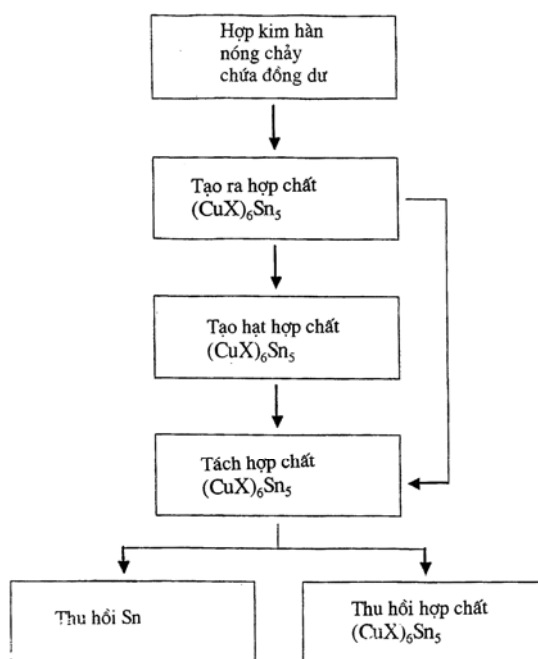 Hợp kim hàn
nóng chảy
chứa đồng dư
Tạo ra hợp chất
(CuX)₆Sn₅
Tạo hạt hợp chất
(CuX)₆Sn₅
Tách hợp chất
(CuX)₆Sn₅
Thu hồi Sn
Thu hồi hợp chất
(CuX)₆Sn₅